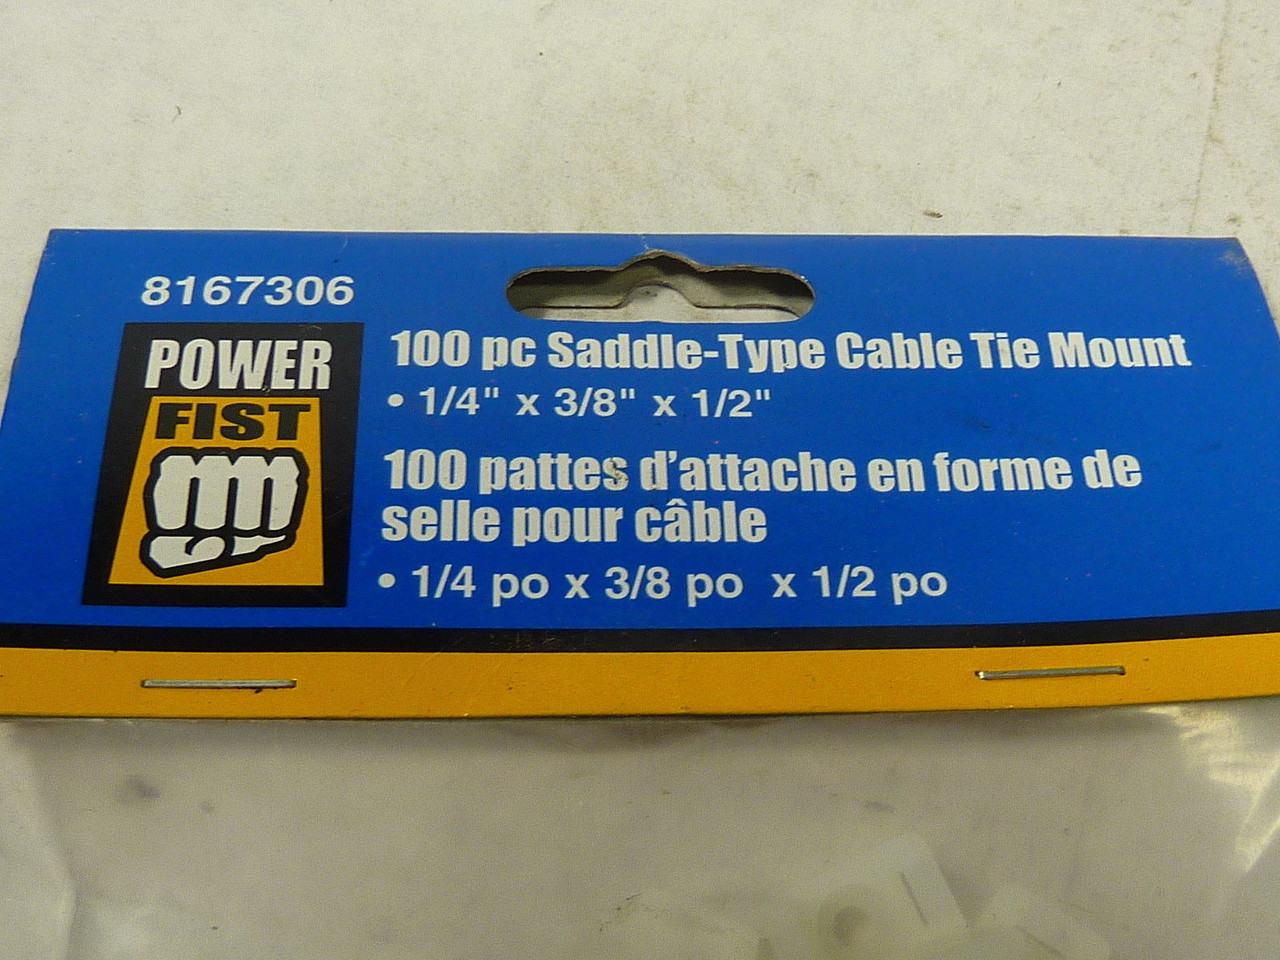 8167306
POWER
FIST
100 pc Saddle-Type Cable Tie Mount
• 1/4" x 3/8" x 1/2"
100 pattes d'attache en forme de
selle pour câble
• 1/4 po x 3/8 po x 1/2 po